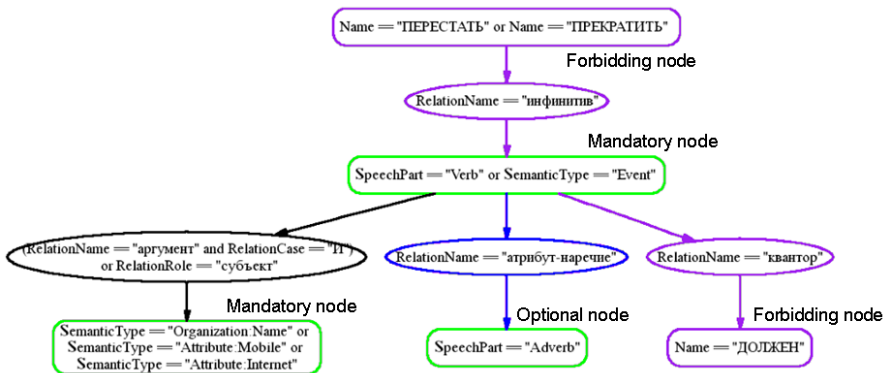 Name == "ПЕРЕСТАТЬ" or Name == "ПРЕКРАТИТЬ"
Forbidding node
RelationName == "инфинитив"
Mandatory node
SpeechPart == "Verb" or SemanticType == "Event"
(RelationName == "аргумент" and RelationCase == "И")
or RelationRole == "субъект"
RelationName == "атрибут-наречие"
RelationName == "квантор"
Mandatory node
Optional node
Forbidding node
SemanticType == "Organization:Name" or
SemanticType == "Attribute:Mobile" or
SemanticType == "Attribute:Internet"
SpeechPart == "Adverb"
Name == "ДОЛЖЕН"